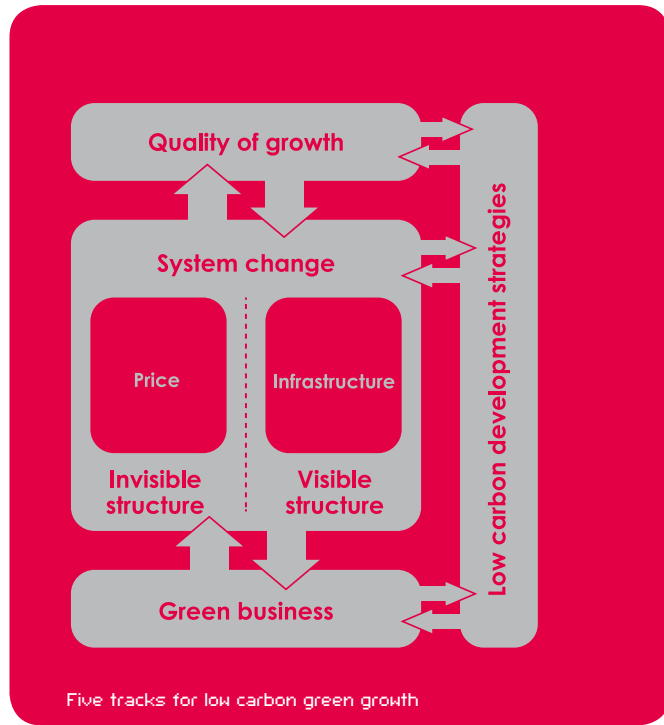 Quality of growth
System change
Price
Infrastructure
Invisible
structure
Visible
structure
Green business
Low carbon development strategies
Five tracks for low carbon green growth